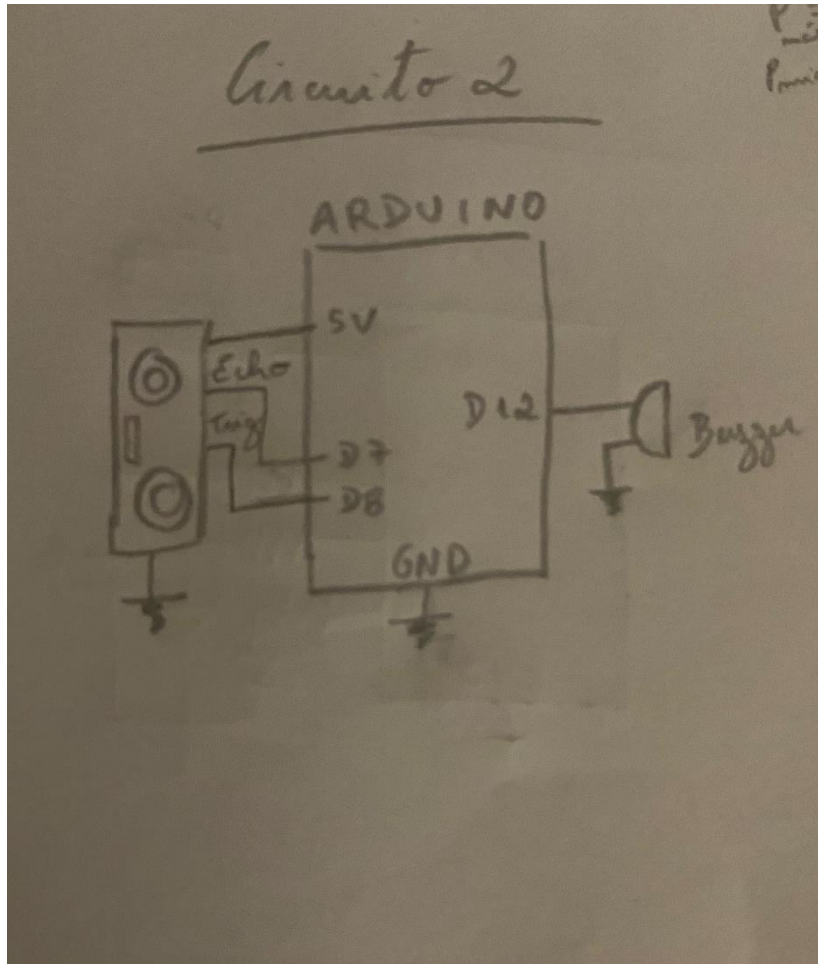 Circuito 2
ARDUINO
5V
Echo
Trig
D7
D8
D12
Buzzer
GND